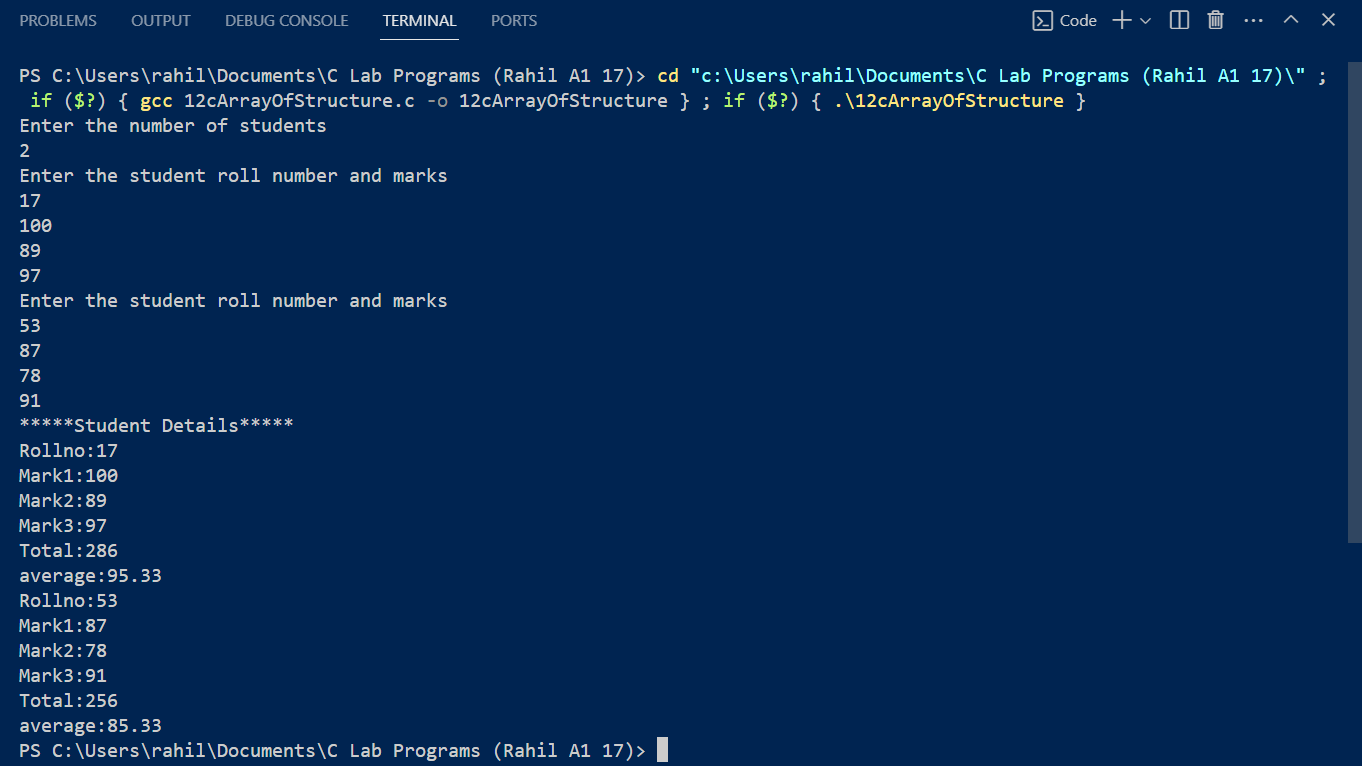 PROBLEMS OUTPUT DEBUG CONSOLE TERMINAL PORTS Code
PS C:\Users\rahil\Documents\C Lab Programs (Rahil A1 17)> cd "c:\Users\rahil\Documents\C Lab Programs (Rahil A1 17)\" ;
if ($?) { gcc 12cArrayOfStructure.c -o 12cArrayOfStructure } ; if ($?) { .\12cArrayOfStructure }
Enter the number of students
2
Enter the student roll number and marks
17
100
89
97
Enter the student roll number and marks
53
87
78
91
*****Student Details*****
Rollno:17
Mark1:100
Mark2:89
Mark3:97
Total:286
average:95.33
Rollno:53
Mark1:87
Mark2:78
Mark3:91
Total:256
average:85.33
PS C:\Users\rahil\Documents\C Lab Programs (Rahil A1 17)>